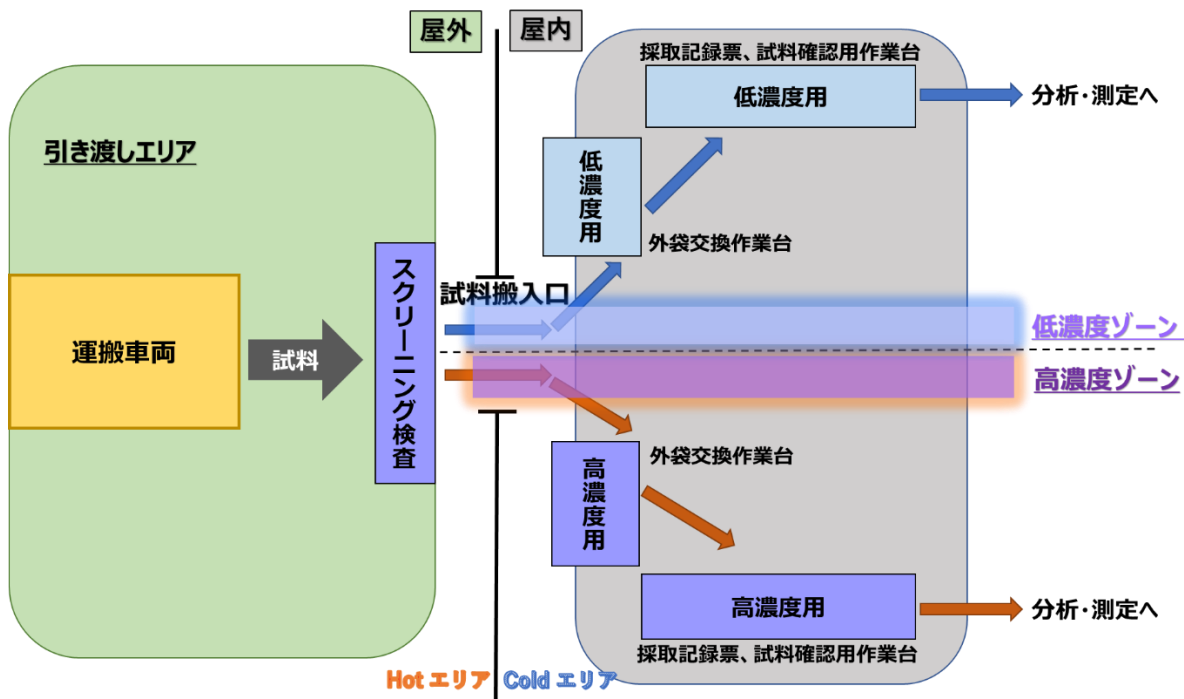 屋外
屋内
採取記録票、試料確認用作業台
低濃度用
分析・測定へ
引き渡しエリア
低濃度用
外袋交換作業台
スクリーニング検査
試料搬入口
運搬車両
試料
低濃度ゾーン
高濃度ゾーン
外袋交換作業台
高濃度用
高濃度用
分析・測定へ
採取記録票、試料確認用作業台
Hot エリア
Cold エリア